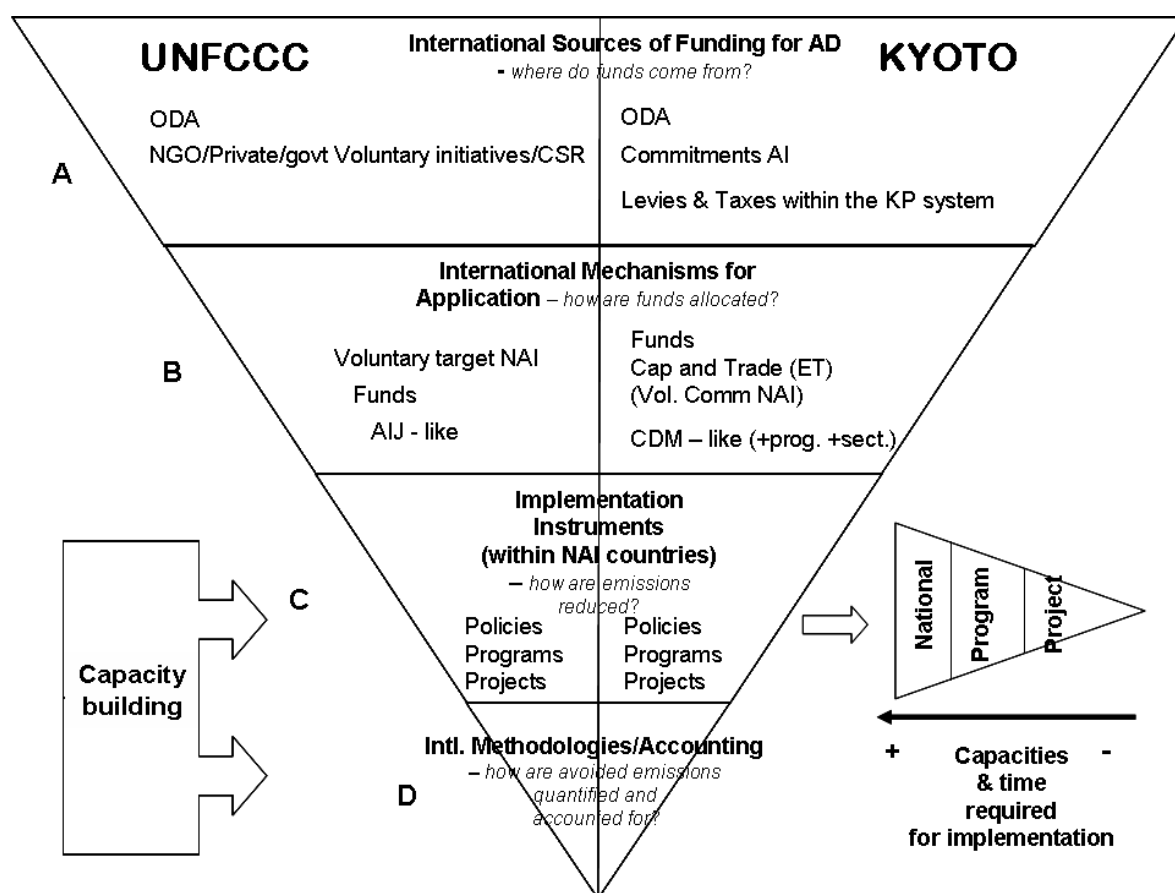 UNFCCC
International Sources of Funding for AD
- where do funds come from?
KYOTO
A
ODA
NGO/Private/govt Voluntary initiatives/CSR
ODA
Commitments AI
Levies & Taxes within the KP system
International Mechanisms for
Application – how are funds allocated?
B
Voluntary target NAI
Funds
AIJ - like
Funds
Cap and Trade (ET)
(Vol. Comm NAI)
CDM – like (+prog. +sect.)
Implementation
Instruments
(within NAI countries)
– how are emissions
reduced?
C
Policies
Programs
Projects
Policies
Programs
Projects
Capacity
building
National
Program
Project
Intl. Methodologies/Accounting
– how are avoided emissions
quantified and
accounted for?
D
+
-
Capacities
& time
required
for implementation